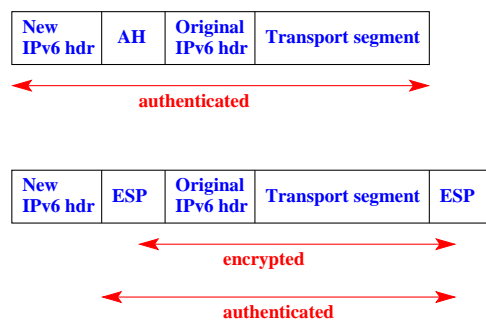 New IPv6 hdr
AH
Original IPv6 hdr
Transport segment
authenticated
New IPv6 hdr
ESP
Original IPv6 hdr
Transport segment
ESP
encrypted
authenticated